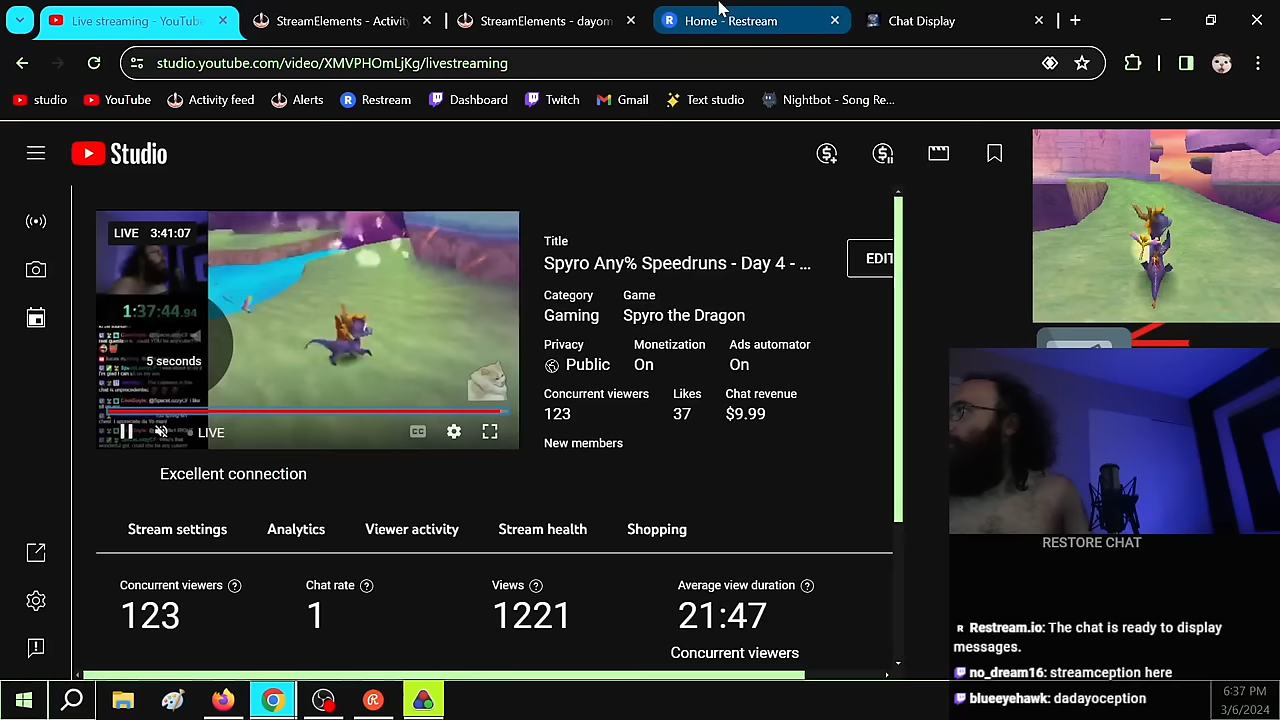 Live streaming - YouTube
StreamElements - Activity
StreamElements - dayom
Home - Restream
Chat Display
studio.youtube.com/video/XMVPHOmLjKg/livestreaming
studio
YouTube
Activity feed
Alerts
Restream
Dashboard
Twitch
Gmail
Text studio
Nightbot - Song Re...
Studio
LIVE 3:41:07
1:37:44.94
5 seconds
LIVE
Excellent connection
Title
Spyro Any% Speedruns - Day 4 - ...
EDIT
Category Game
Gaming Spyro the Dragon
Privacy Monetization Ads automator
Public On On
Concurrent viewers Likes Chat revenue
123 37 $9.99
New members
Stream settings Analytics Viewer activity Stream health Shopping
Concurrent viewers Chat rate Views Average view duration
123 1 1221 21:47
Concurrent viewers
RESTORE CHAT
Restream.io: The chat is ready to display
messages.
no_dream16: streamception here
blueeyehawk: dadayoception
6:37 PM
3/6/2024